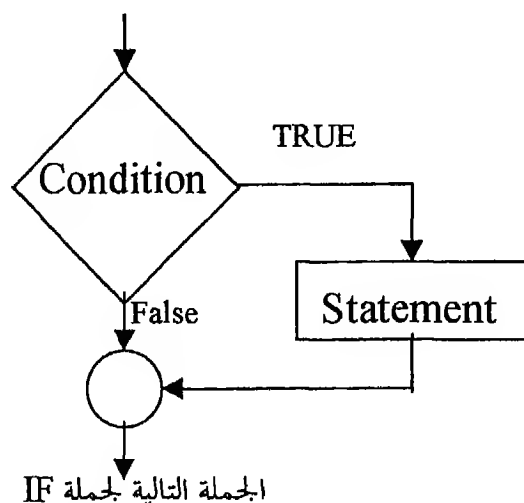 TRUE
Condition
False
Statement
الجملة التالية لجملة IF